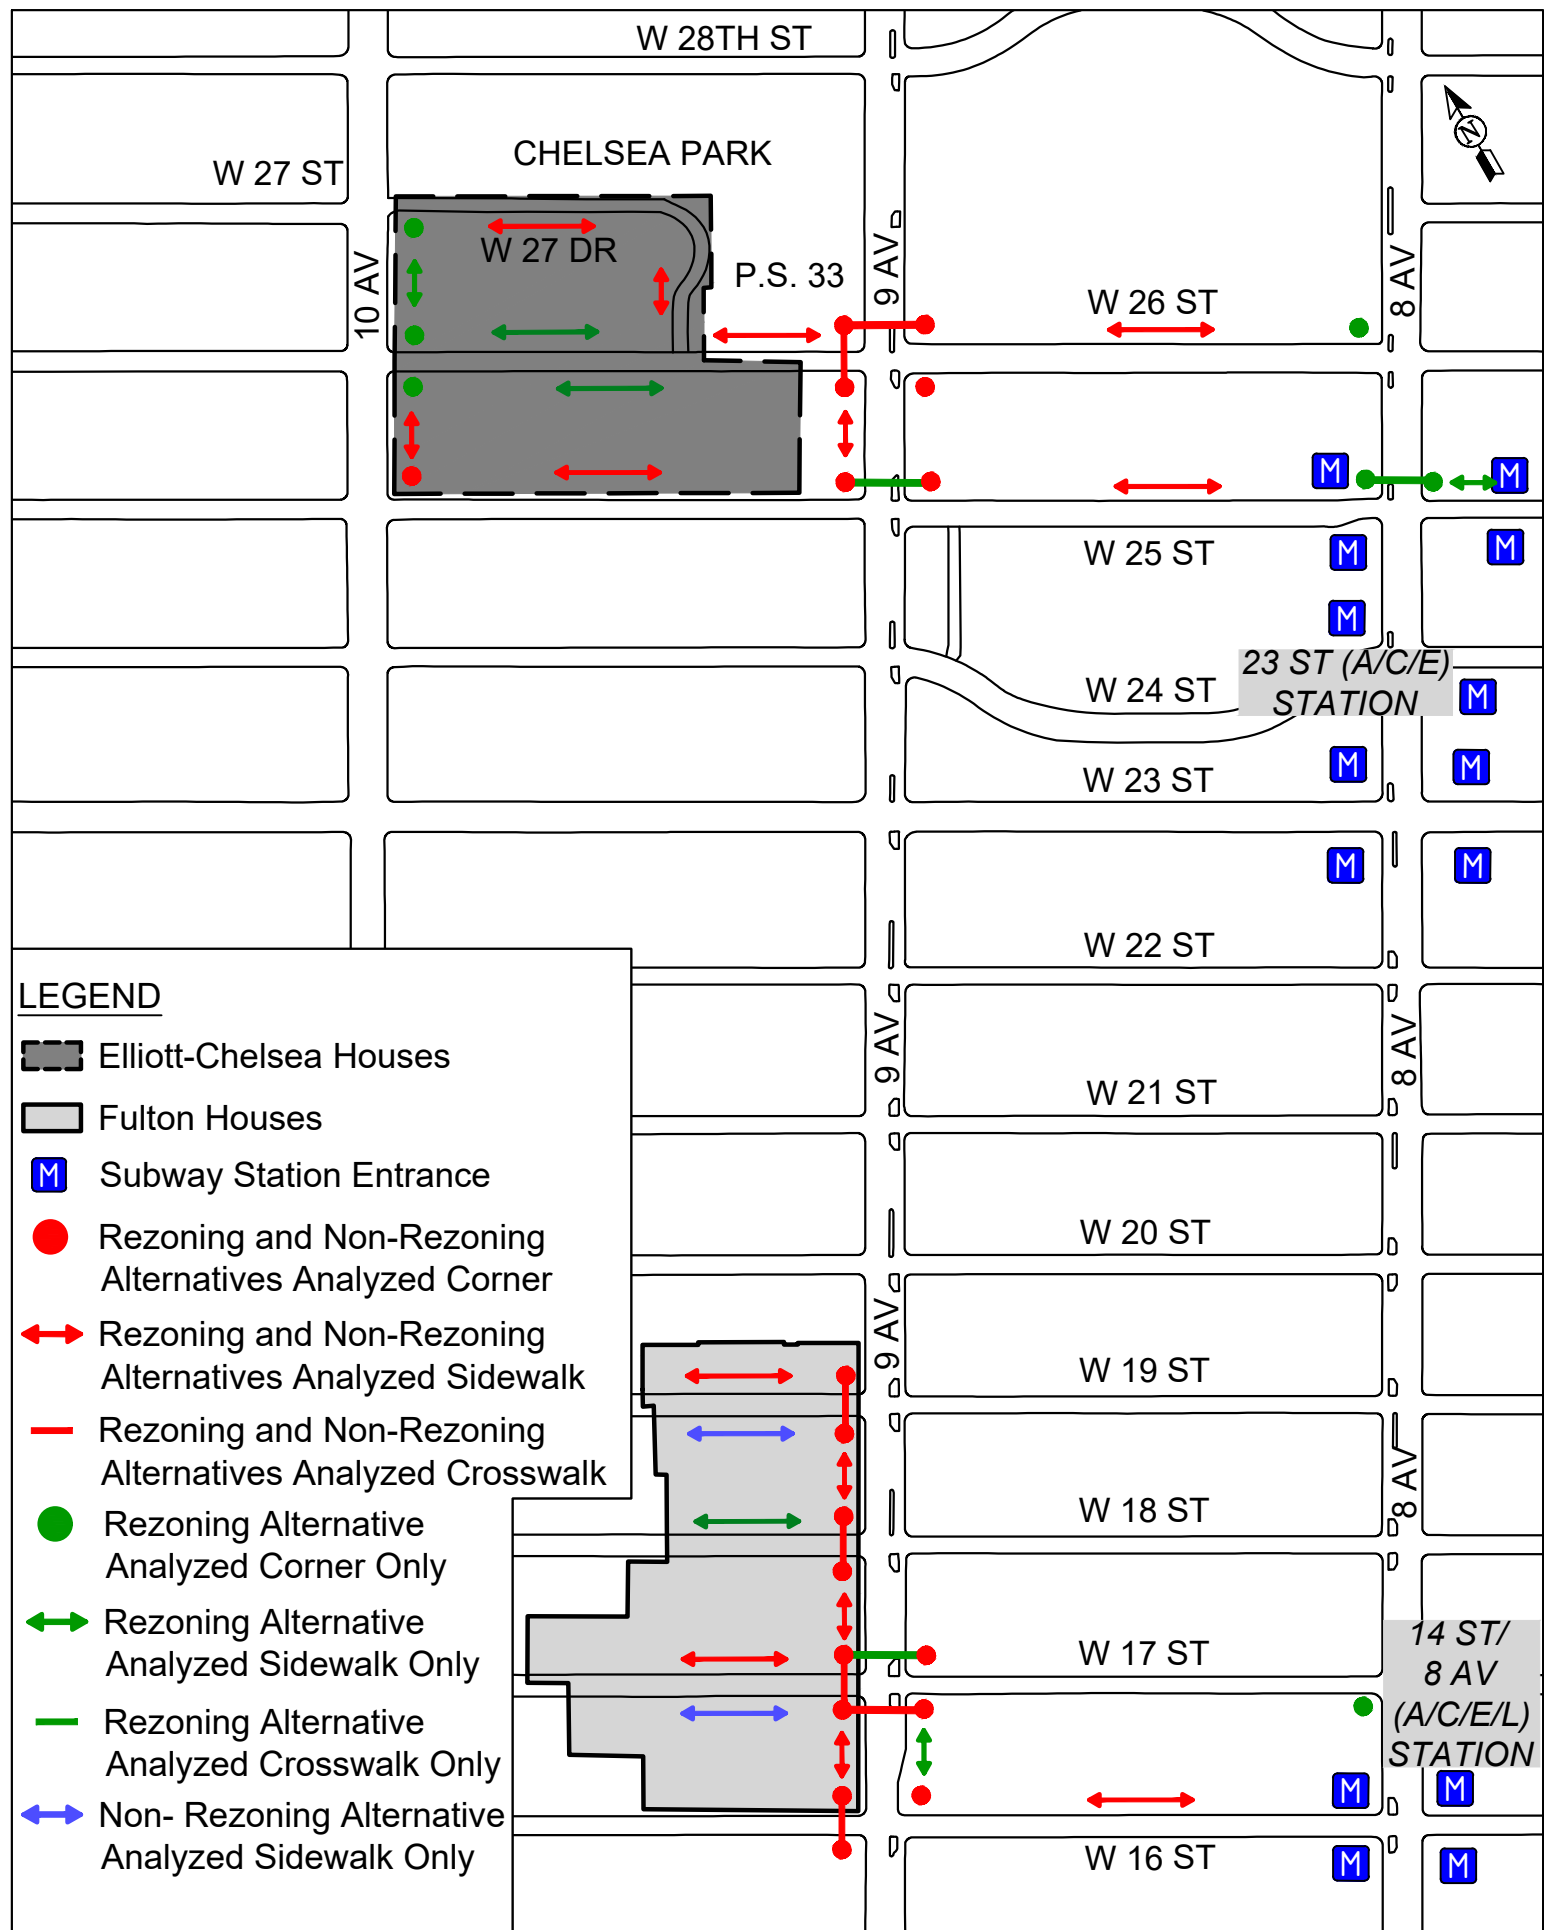 W 28TH ST
CHELSEA PARK
W 27 ST
N
W 27 DR
P.S. 33
10 AV
9 AV
8 AV
W 26 ST
M
M
M
M
W 25 ST
M
23 ST (A/C/E)
STATION
W 24 ST
M
M
M
W 23 ST
M
M
W 22 ST
9 AV
8 AV
W 21 ST
W 20 ST
9 AV
W 19 ST
8 AV
W 18 ST
W 17 ST
14 ST/
8 AV
(A/C/E/L)
STATION
M
M
W 16 ST
M
M
LEGEND
Elliott-Chelsea Houses
Fulton Houses
M Subway Station Entrance
Rezoning and Non-Rezoning
Alternatives Analyzed Corner
Rezoning and Non-Rezoning
Alternatives Analyzed Sidewalk
Rezoning and Non-Rezoning
Alternatives Analyzed Crosswalk
Rezoning Alternative
Analyzed Corner Only
Rezoning Alternative
Analyzed Sidewalk Only
Rezoning Alternative
Analyzed Crosswalk Only
Non- Rezoning Alternative
Analyzed Sidewalk Only